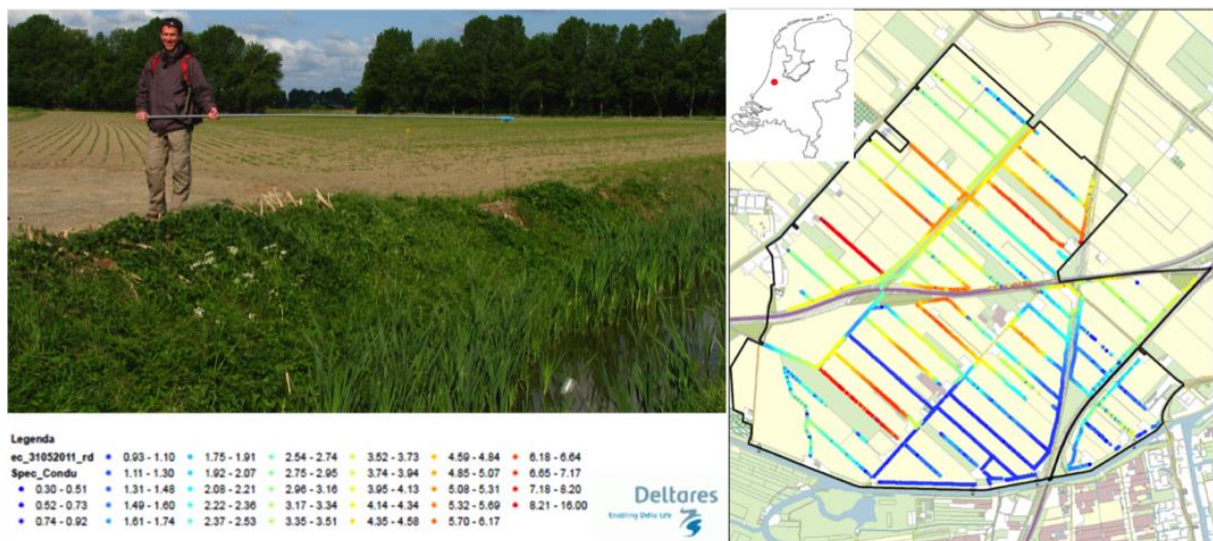 Legenda
ec_31052011_rd
Spec_Condu
0.30 - 0.51
0.52 - 0.73
0.74 - 0.92
0.93 - 1.10
1.11 - 1.30
1.31 - 1.48
1.49 - 1.60
1.61 - 1.74
1.75 - 1.91
1.92 - 2.07
2.08 - 2.21
2.22 - 2.36
2.37 - 2.53
2.54 - 2.74
2.75 - 2.95
2.96 - 3.16
3.17 - 3.34
3.35 - 3.51
3.52 - 3.73
3.74 - 3.94
3.95 - 4.13
4.14 - 4.34
4.35 - 4.58
4.59 - 4.84
4.85 - 5.07
5.08 - 5.31
5.32 - 5.69
5.70 - 6.17
6.18 - 6.64
6.65 - 7.17
7.18 - 8.20
8.21 - 16.00
Deltares
Enabling Delta Life